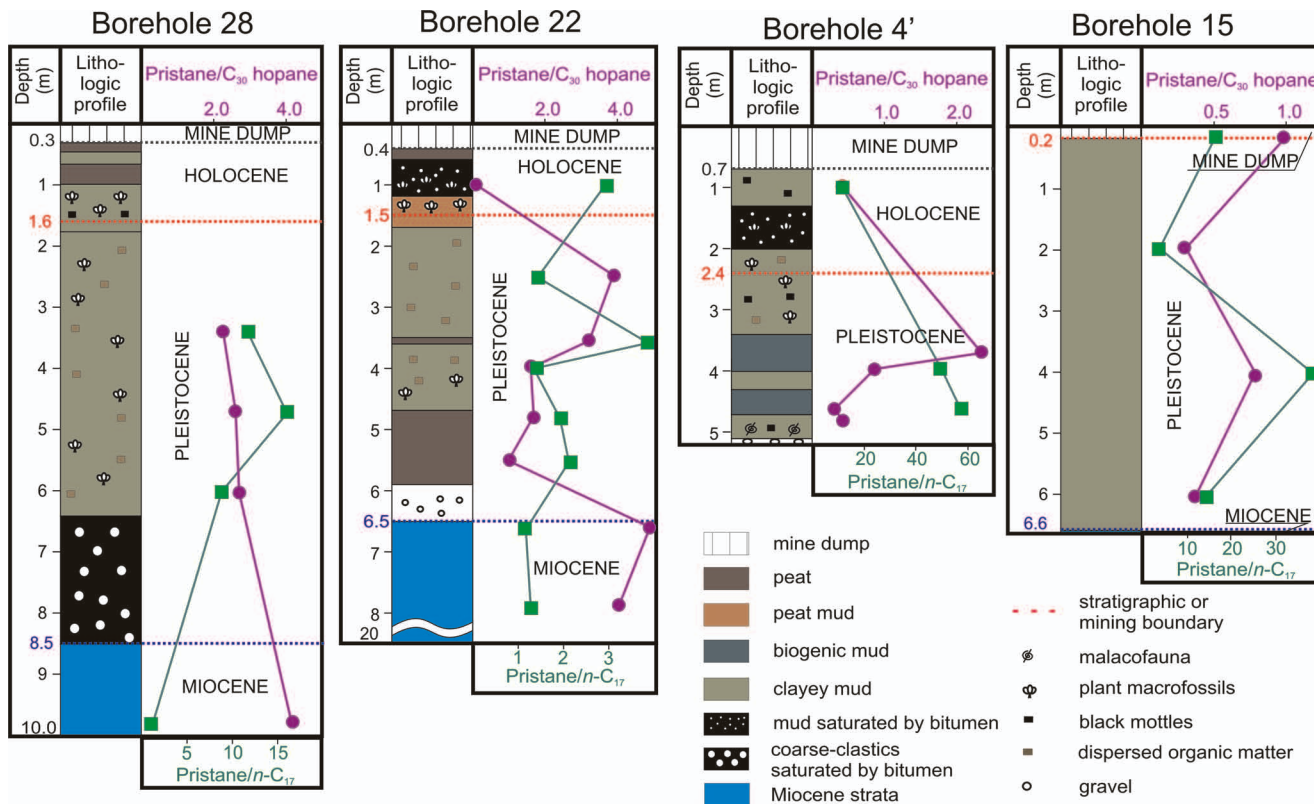 Borehole 28
Depth (m)
Litho-
logic
profile
Pristane/C30 hopane
2.0 4.0
0.3
1
1.6
2
3
4
5
6
7
8
8.5
9
10.0
MINE DUMP
HOLOCENE
PLEISTOCENE
MIOCENE
5 10 15
Pristane/n-C17
Borehole 22
Depth (m)
Litho-
logic
profile
Pristane/C30 hopane
2.0 4.0
0.4
1
1.5
2
3
4
5
6
6.5
7
8
20
MINE DUMP
HOLOCENE
PLEISTOCENE
MIOCENE
1 2 3
Pristane/n-C17
Borehole 4'
Depth (m)
Litho-
logic
profile
Pristane/C30 hopane
1.0 2.0
0.7
1
2
2.4
3
4
5
MINE DUMP
HOLOCENE
PLEISTOCENE
20 40 60
Pristane/n-C17
Borehole 15
Depth (m)
Litho-
logic
profile
Pristane/C30 hopane
0.5 1.0
0.2
1
2
3
4
5
6
6.6
MINE DUMP
PLEISTOCENE
MIOCENE
10 20 30
Pristane/n-C17
mine dump
peat
peat mud
biogenic mud
clayey mud
mud saturated by bitumen
coarse-clastics
saturated by bitumen
Miocene strata
stratigraphic or
mining boundary
malacofauna
plant macrofossils
black mottles
dispersed organic matter
gravel